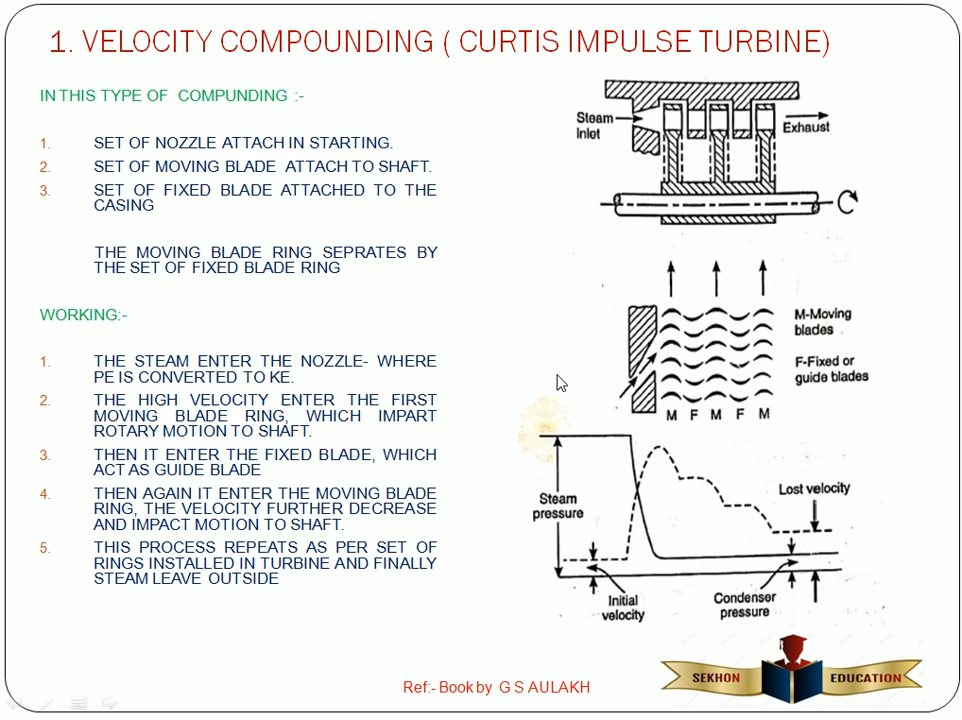 1. VELOCITY COMPOUNDING ( CURTIS IMPULSE TURBINE)
IN THIS TYPE OF COMPUNDING :-
1. SET OF NOZZLE ATTACH IN STARTING.
2. SET OF MOVING BLADE ATTACH TO SHAFT.
3. SET OF FIXED BLADE ATTACHED TO THE
CASING
THE MOVING BLADE RING SEPRATES BY
THE SET OF FIXED BLADE RING
WORKING:-
1. THE STEAM ENTER THE NOZZLE- WHERE
PE IS CONVERTED TO KE.
2. THE HIGH VELOCITY ENTER THE FIRST
MOVING BLADE RING, WHICH IMPART
ROTARY MOTION TO SHAFT.
3. THEN IT ENTER THE FIXED BLADE, WHICH
ACT AS GUIDE BLADE
4. THEN AGAIN IT ENTER THE MOVING BLADE
RING, THE VELOCITY FURTHER DECREASE
AND IMPACT MOTION TO SHAFT.
5. THIS PROCESS REPEATS AS PER SET OF
RINGS INSTALLED IN TURBINE AND FINALLY
STEAM LEAVE OUTSIDE
Steam
Inlet
Exhaust
M-Moving
blades
F-Fixed or
guide blades
M F M F M
Steam
pressure
Lost velocity
Initial
velocity
Condenser
pressure
Ref:- Book by G S AULAKH
SEKHON EDUCATION